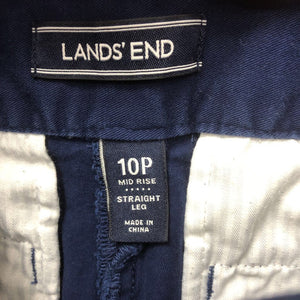 LANDS' END
10P
MID RISE
STRAIGHT
LEG
MADE IN
CHINA